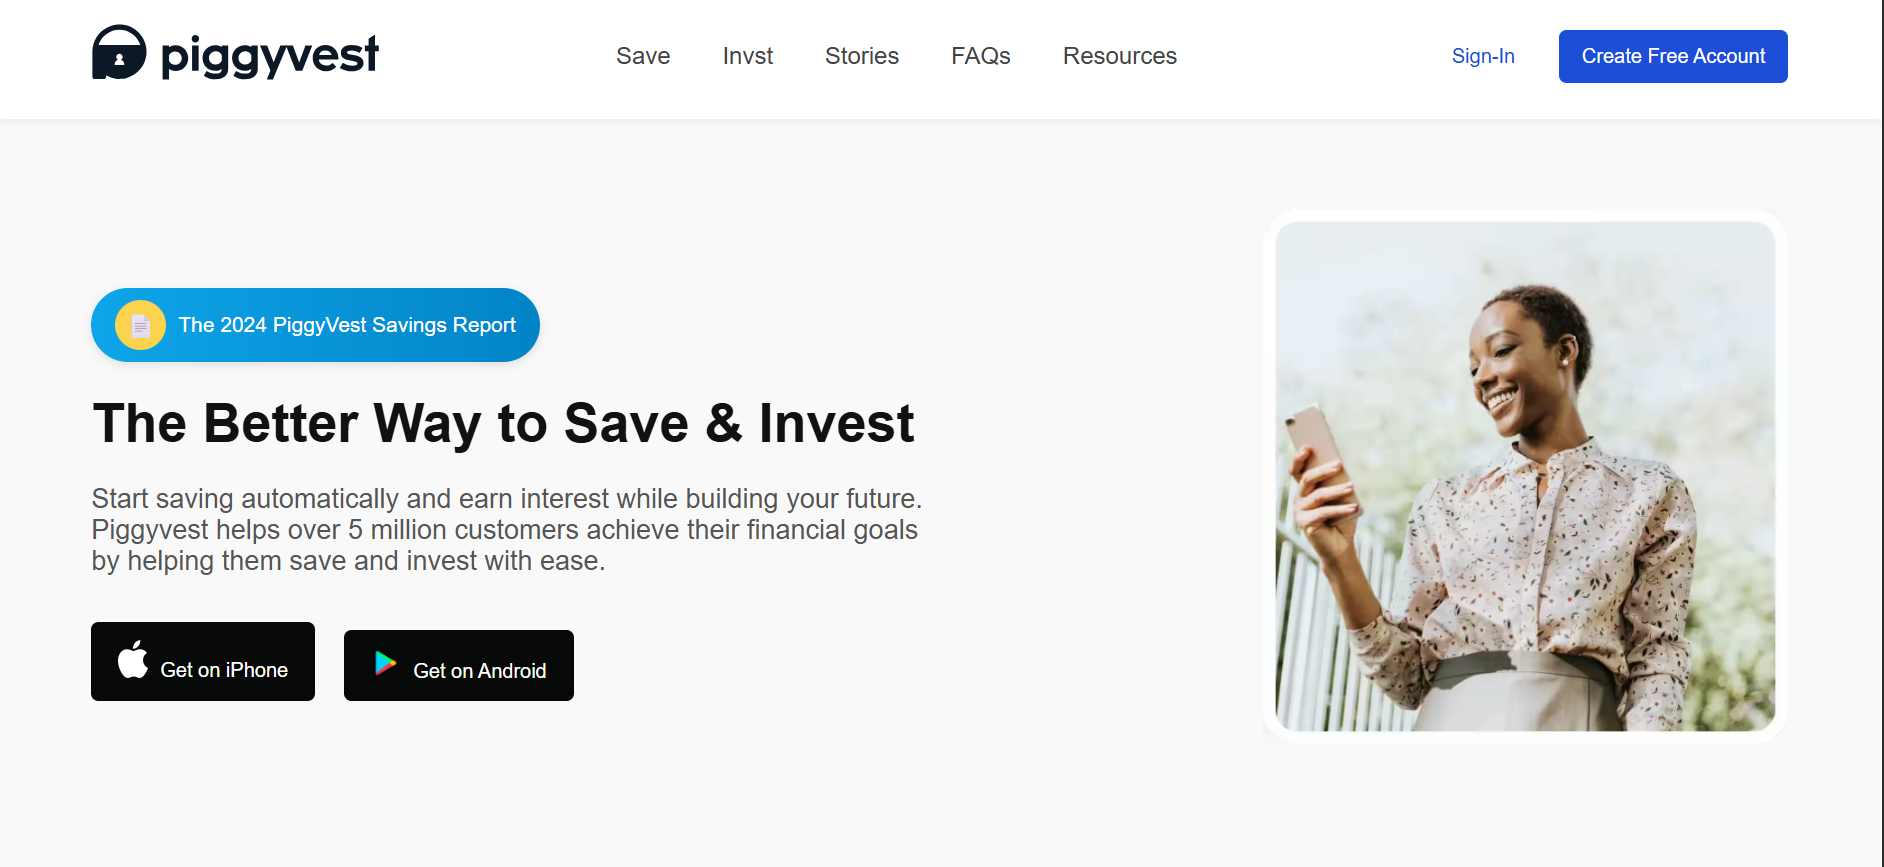 piggyvest
Save Invst Stories FAQs Resources
Sign-In
Create Free Account
The 2024 PiggyVest Savings Report
The Better Way to Save & Invest
Start saving automatically and earn interest while building your future.
Piggyvest helps over 5 million customers achieve their financial goals
by helping them save and invest with ease.
Get on iPhone
Get on Android